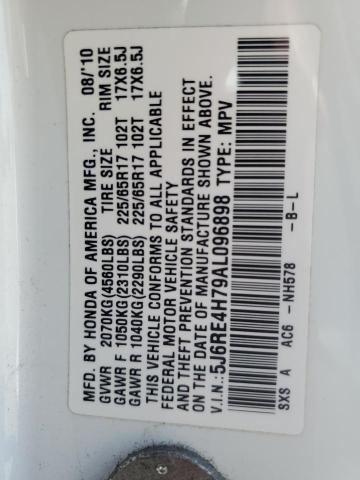 MFD. BY HONDA OF AMERICA MFG., INC. 08/'10
GVWR 2070KG(4560LBS) TIRE SIZE RIM SIZE
GAWR F 1050KG(2310LBS) 225/65R17 102T 17X6.5J
GAWR R 1040KG(2290LBS) 225/65R17 102T 17X6.5J
THIS VEHICLE CONFORMS TO ALL APPLICABLE
FEDERAL MOTOR VEHICLE SAFETY
AND THEFT PREVENTION STANDARDS IN EFFECT
ON THE DATE OF MANUFACTURE SHOWN ABOVE.
V.I.N.: 5J6RE4H79AL096898 TYPE: MPV
SXS A AC6 -NH578 -B-L